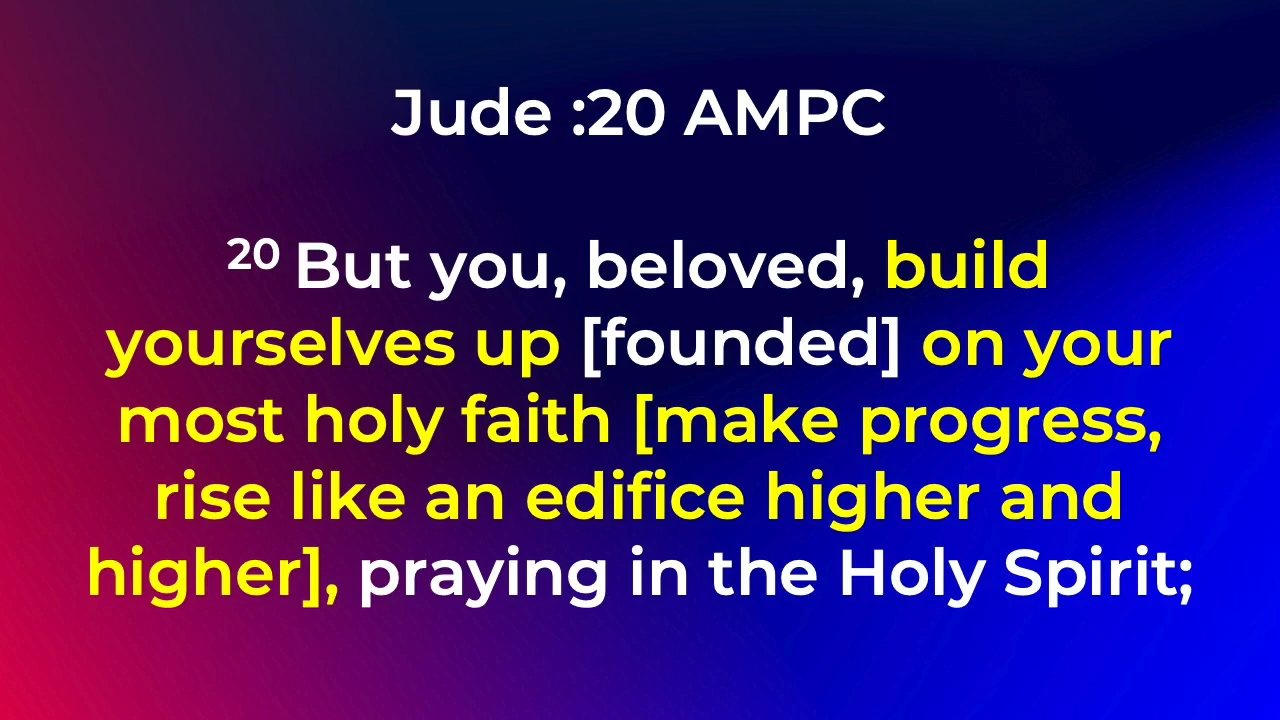 Jude :20 AMPC
20 But you, beloved, build
yourselves up [founded] on your
most holy faith [make progress,
rise like an edifice higher and
higher], praying in the Holy Spirit;